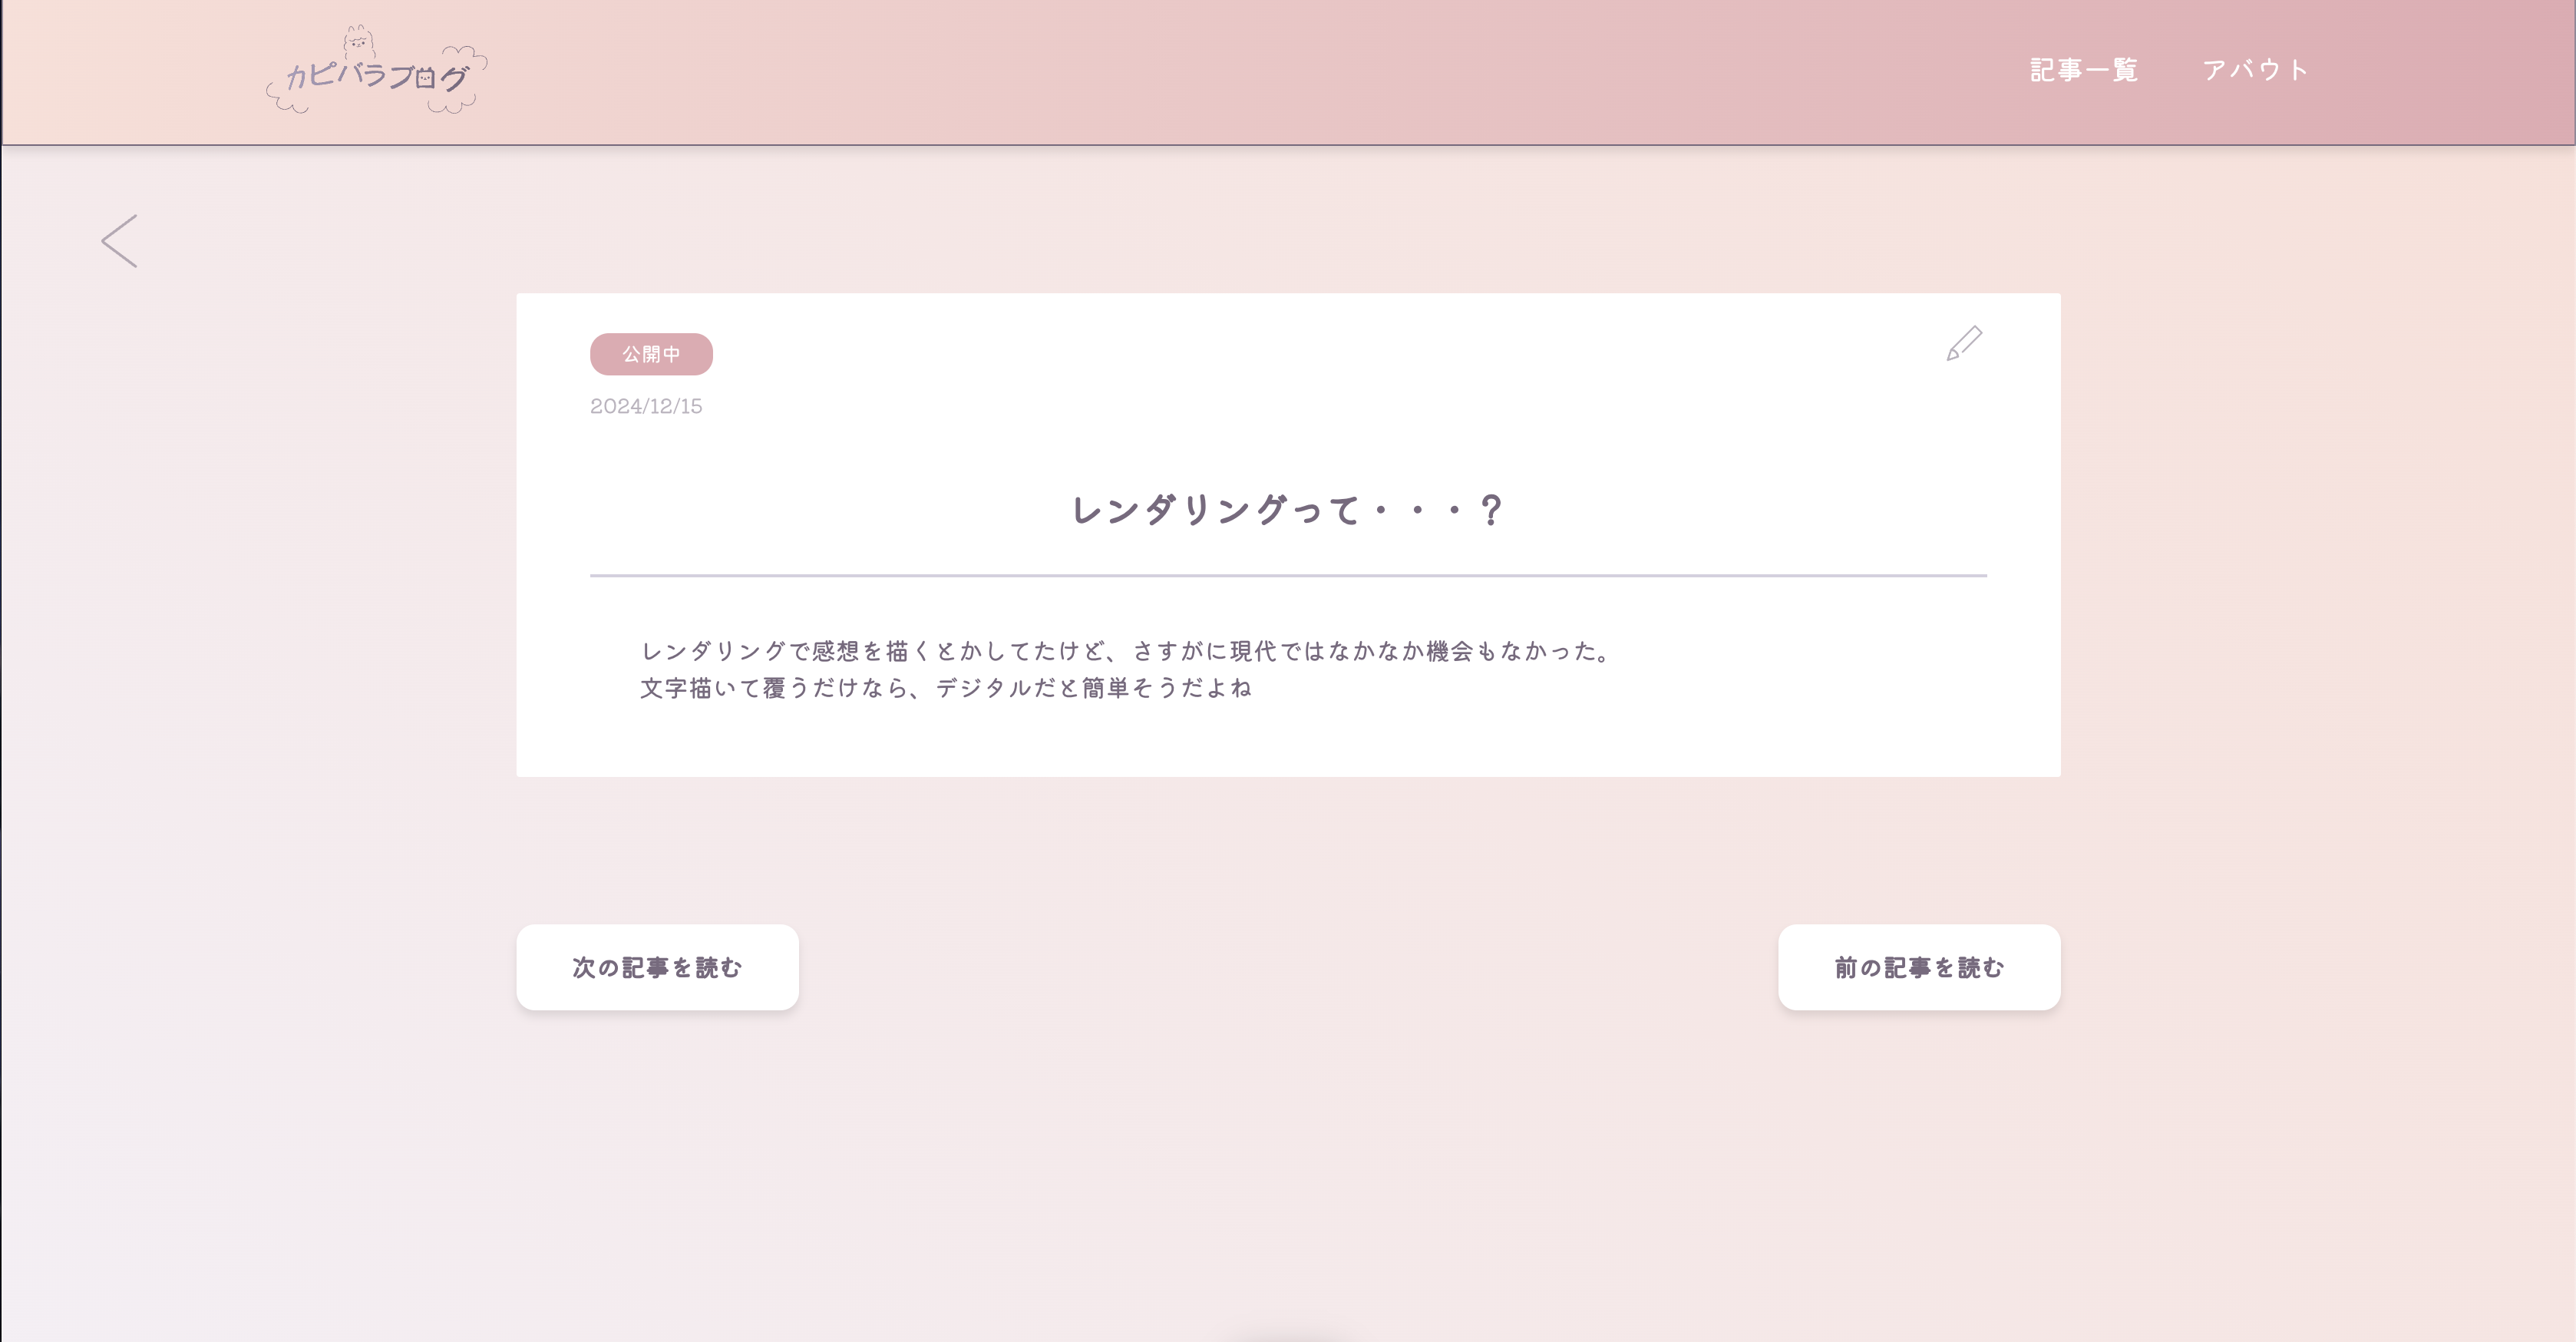 カピバラブログ
記事一覧
アバウト
公開中
2024/12/15
レンダリングって・・・？
レンダリングで感想を描くとかしてたけど、さすがに現代ではなかなか機会もなかった。
文字描いて覆うだけなら、デジタルだと簡単そうだよね
次の記事を読む
前の記事を読む